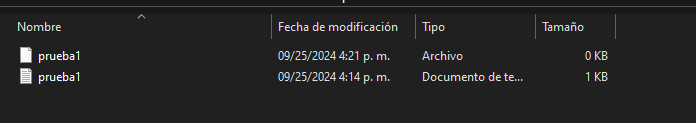 Nombre Fecha de modificación Tipo Tamaño
prueba1 09/25/2024 4:21 p. m. Archivo 0 KB
prueba1 09/25/2024 4:14 p. m. Documento de te... 1 KB